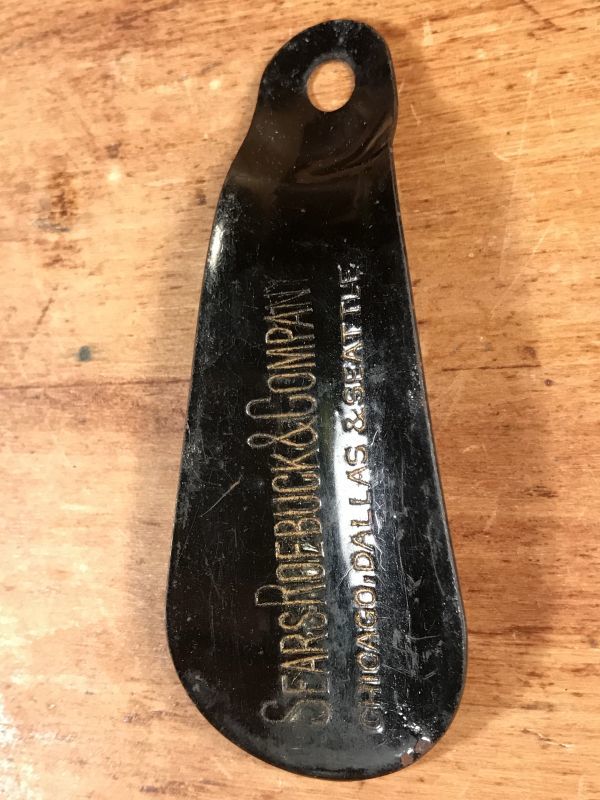 SEARS ROEBUCK & COMPANY
CHICAGO, DALLAS & SEATTLE.